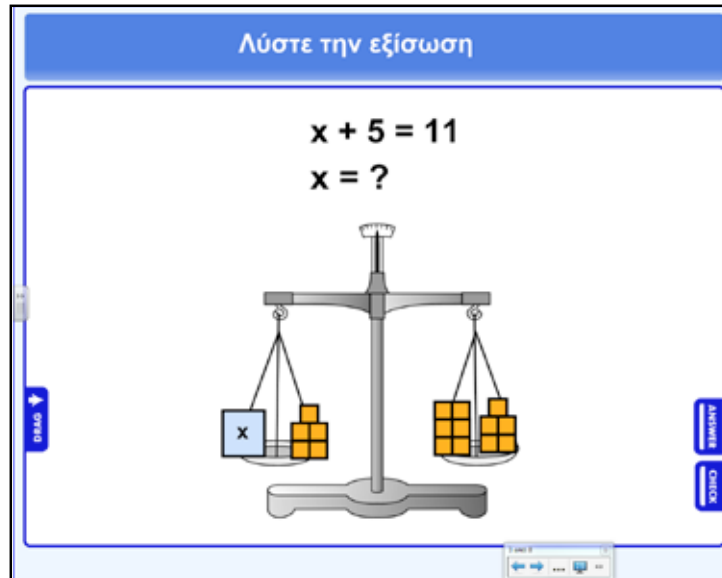 Λύστε την εξίσωση
x + 5 = 11
x = ?
x
DRAG
ANSWER
CHECK